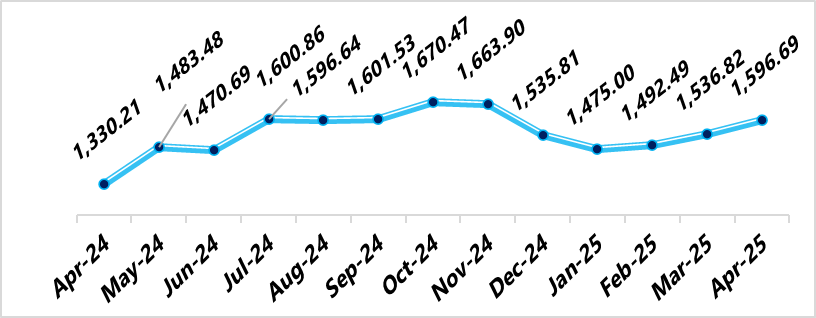 1,330.21
1,483.48
1,470.69
1,600.86
1,596.64
1,601.53
1,670.47
1,663.90
1,535.81
1,475.00
1,492.49
1,536.82
1,596.69
Apr-24
May-24
Jun-24
Jul-24
Aug-24
Sep-24
Oct-24
Nov-24
Dec-24
Jan-25
Feb-25
Mar-25
Apr-25